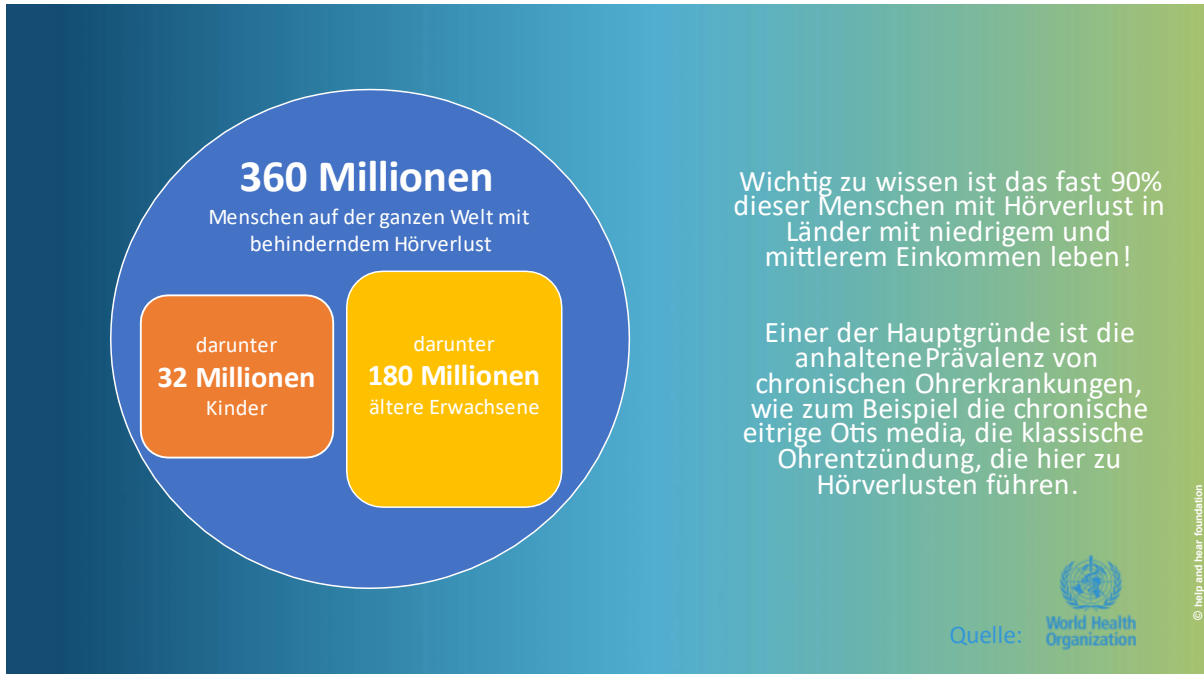 360 Millionen
Menschen auf der ganzen Welt mit
behinderndem Hörverlust
darunter
32 Millionen
Kinder
darunter
180 Millionen
ältere Erwachsene
Wichtig zu wissen ist das fast 90%
dieser Menschen mit Hörverlust in
Länder mit niedrigem und
mittlerem Einkommen leben!
Einer der Hauptgründe ist die
anhaltene Prävalenz von
chronischen Ohrerkrankungen,
wie zum Beispiel die chronische
eitrige Otis media, die klassische
Ohrentzündung, die hier zu
Hörverlusten führen.
Quelle:
World Health
Organization
© help and hear foundation